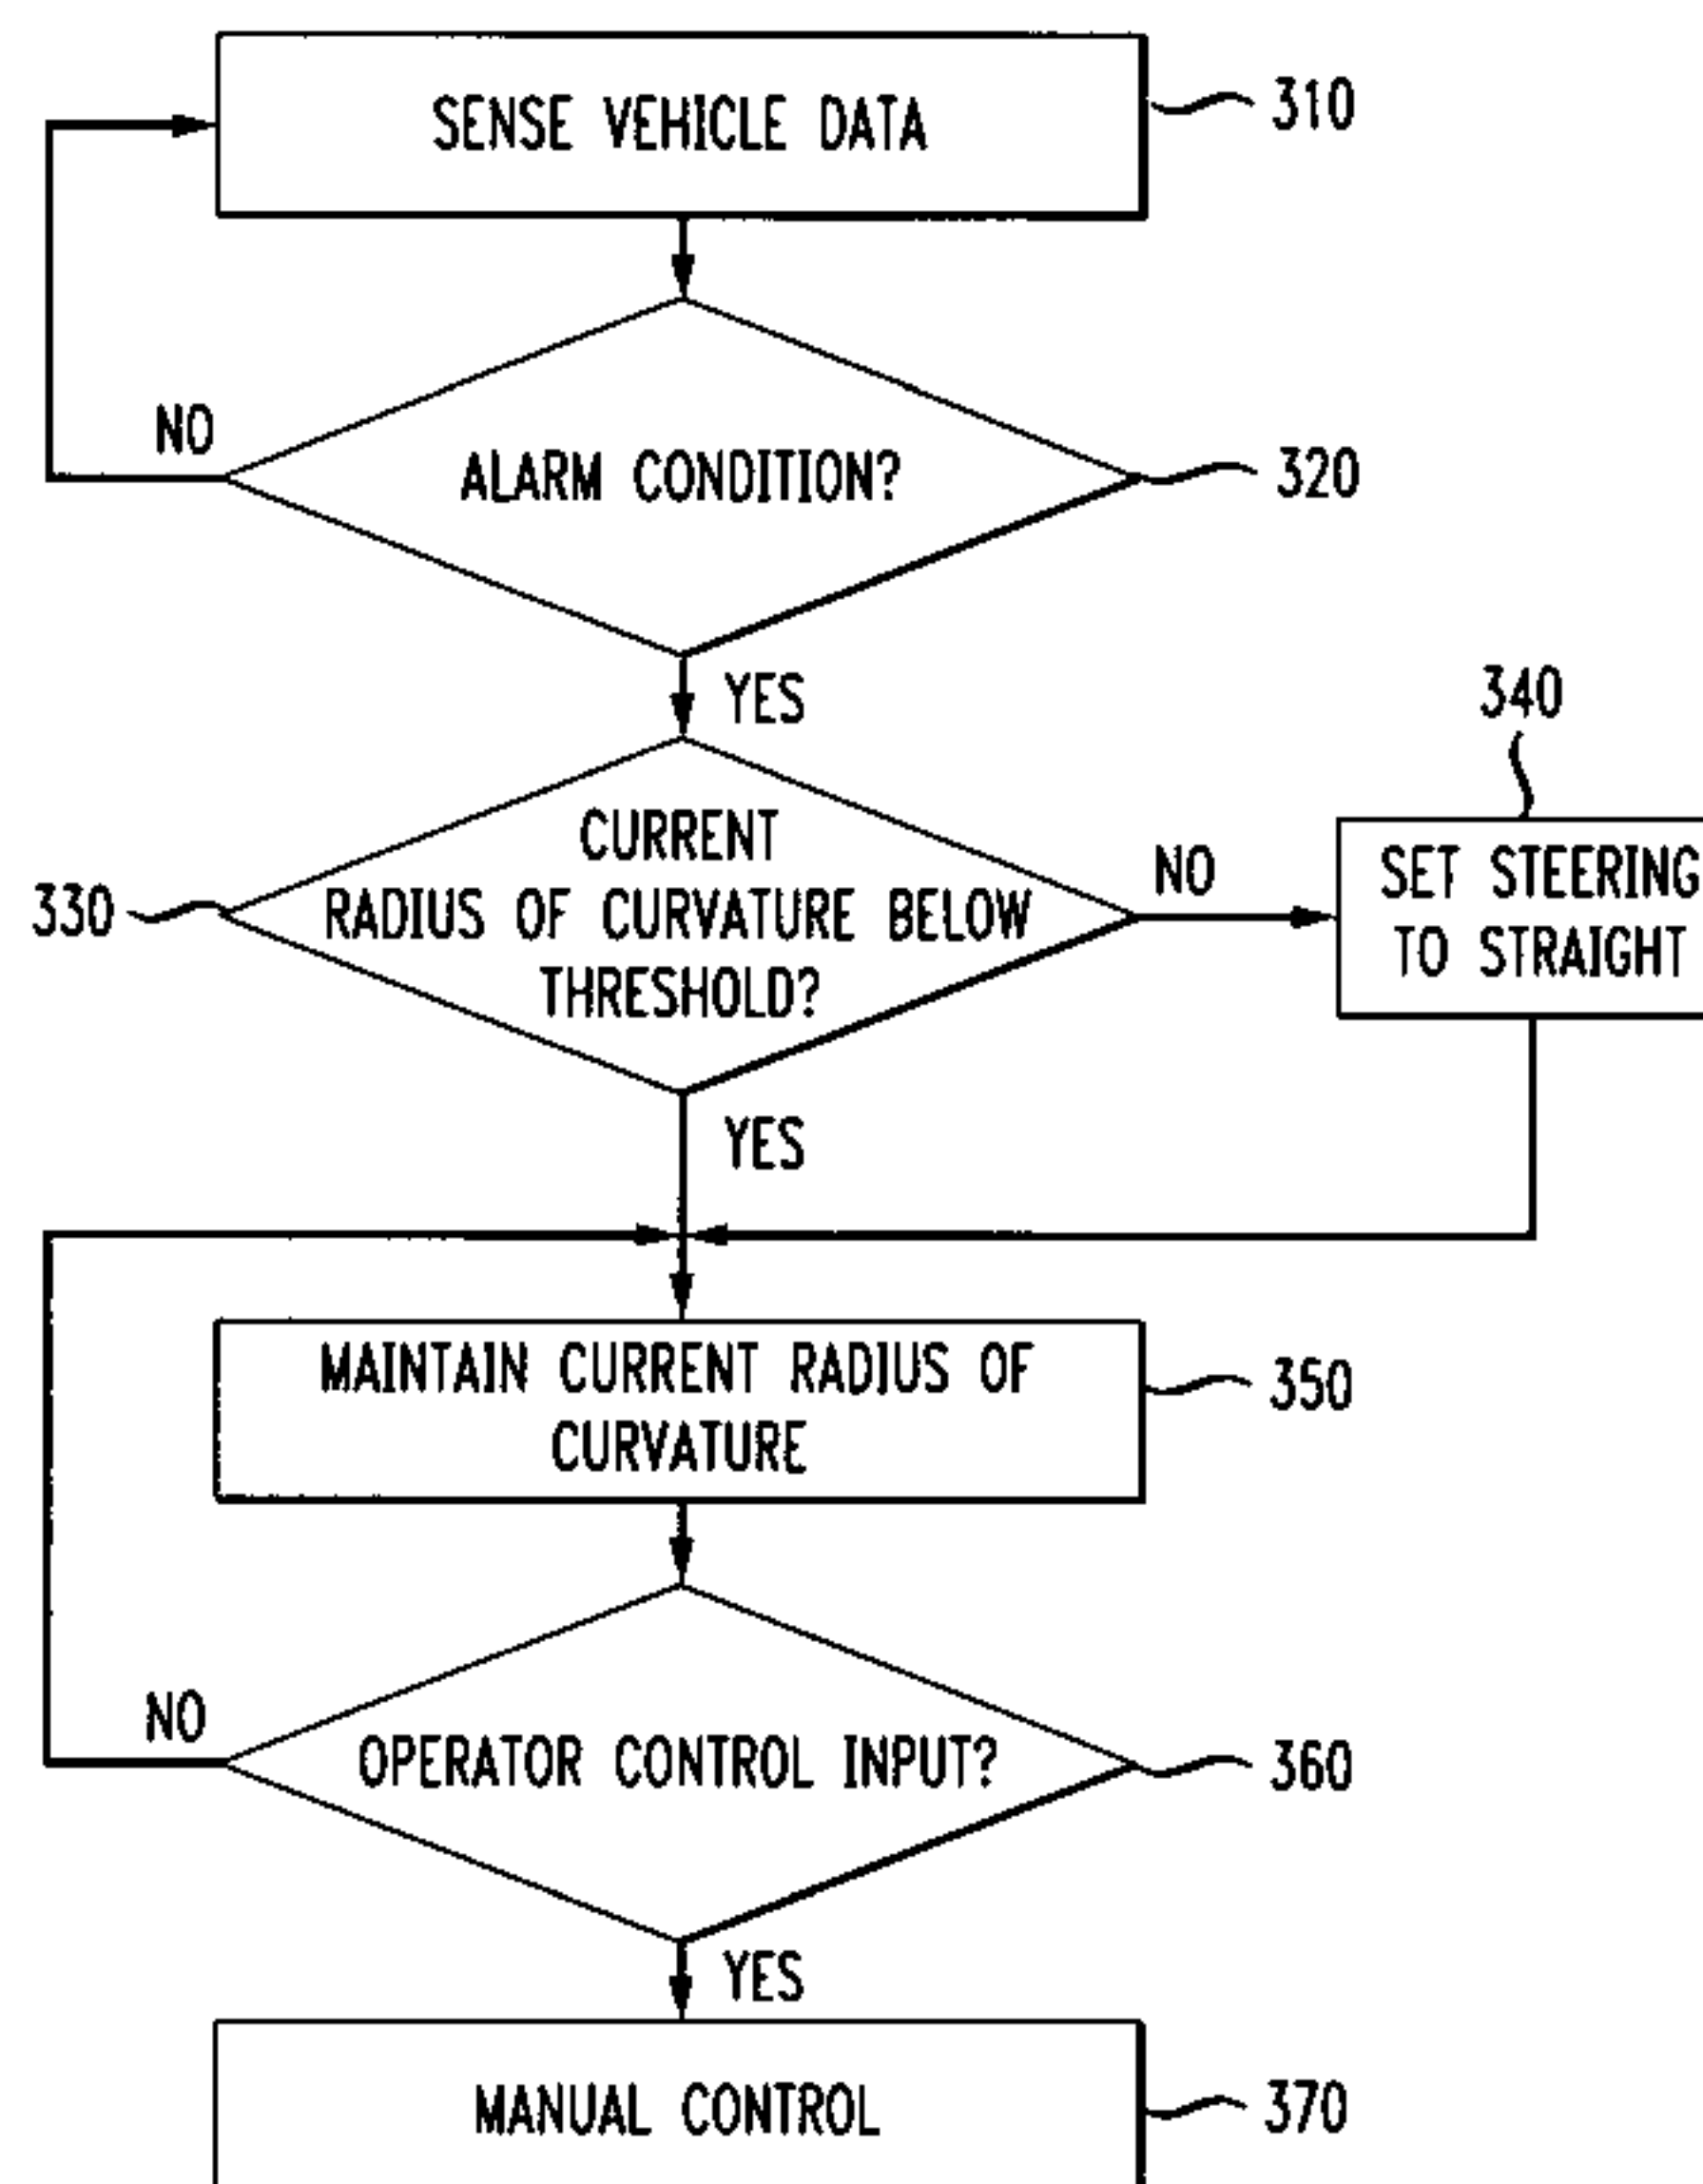 SENSE VEHICLE DATA
310
NO
ALARM CONDITION?
320
YES
340
CURRENT
RADIUS OF CURVATURE BELOW
THRESHOLD?
330
NO
SET STEERING
TO STRAIGHT
YES
MAINTAIN CURRENT RADIUS OF
CURVATURE
350
NO
OPERATOR CONTROL INPUT?
360
YES
MANUAL CONTROL
370